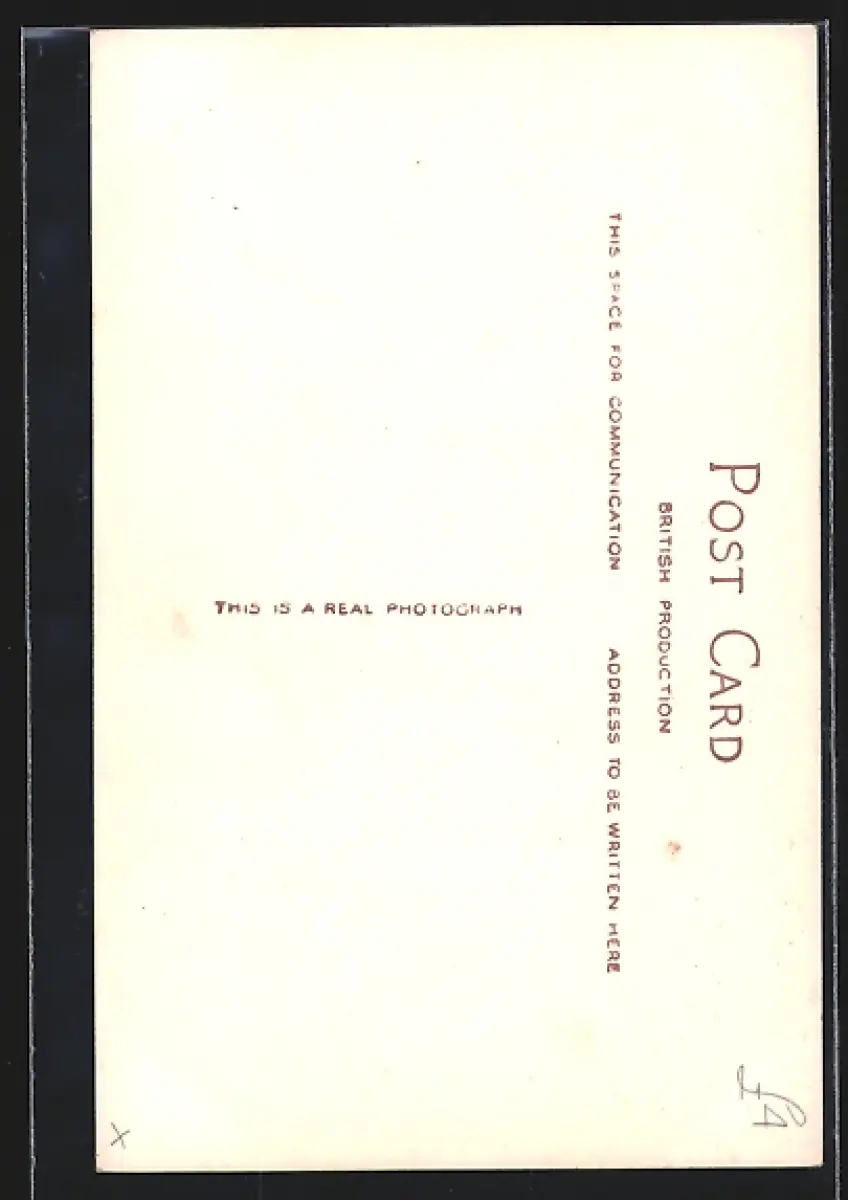 POST CARD
BRITISH PRODUCTION
THIS SPACE FOR COMMUNICATION
ADDRESS TO BE WRITTEN HERE
THIS IS A REAL PHOTOGRAPH
£4
X